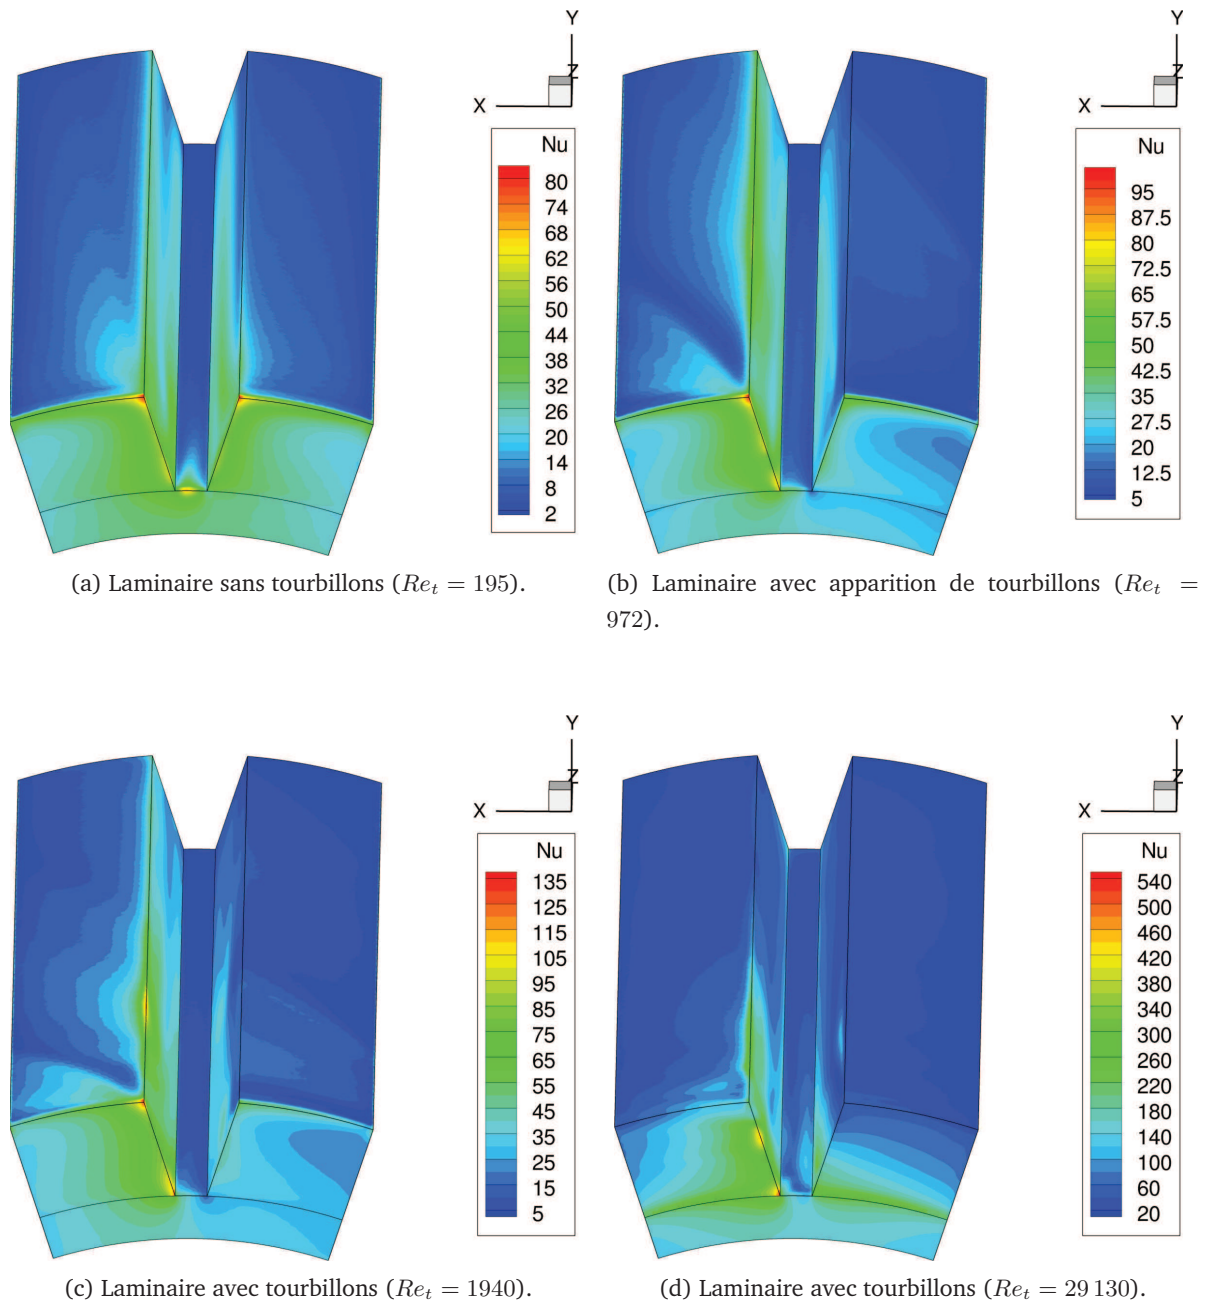 Y
Z
X
Nu
80
74
68
62
56
50
44
38
32
26
20
14
8
2
(a) Laminaire sans tourbillons (Re_t = 195).
Y
Z
X
Nu
95
87.5
80
72.5
65
57.5
50
42.5
35
27.5
20
12.5
5
(b) Laminaire avec apparition de tourbillons (Re_t =
972).
Y
Z
X
Nu
135
125
115
105
95
85
75
65
55
45
35
25
15
5
(c) Laminaire avec tourbillons (Re_t = 1940).
Y
Z
X
Nu
540
500
460
420
380
340
300
260
220
180
140
100
60
20
(d) Laminaire avec tourbillons (Re_t = 29 130).